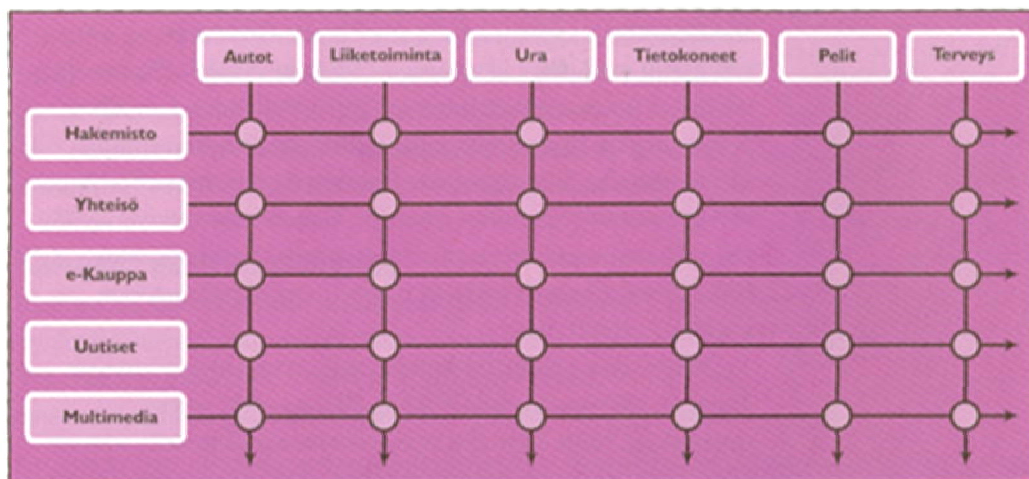 Autot
Liiketoiminta
Ura
Tietokoneet
Pelit
Terveys
Hakemisto
Yhteisö
e-Kauppa
Uutiset
Multimedia